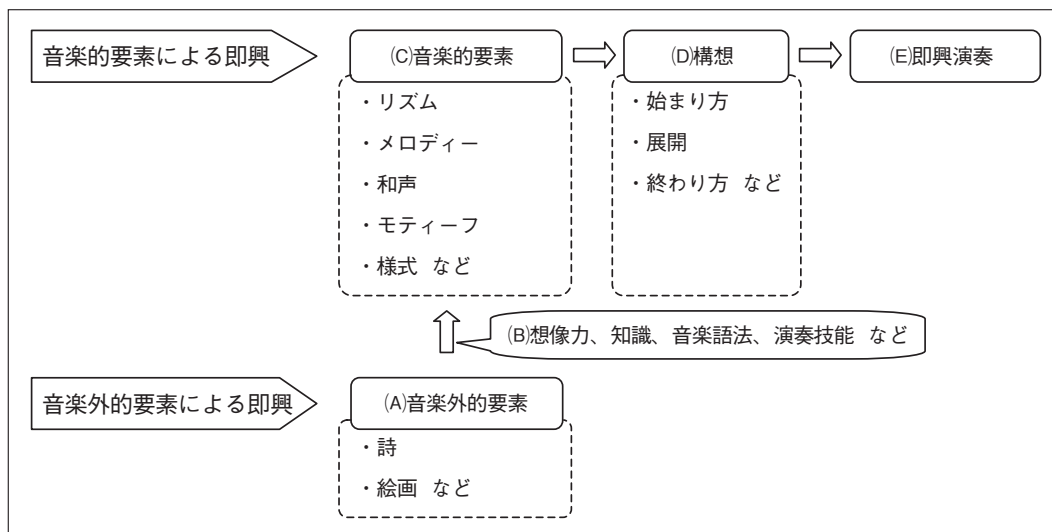 音楽的要素による即興
(C)音楽的要素
・リズム
・メロディー
・和声
・モティーフ
・様式 など
(D)構想
・始まり方
・展開
・終わり方 など
(E)即興演奏
(B)想像力、知識、音楽語法、演奏技能 など
音楽外的要素による即興
(A)音楽外的要素
・詩
・絵画 など